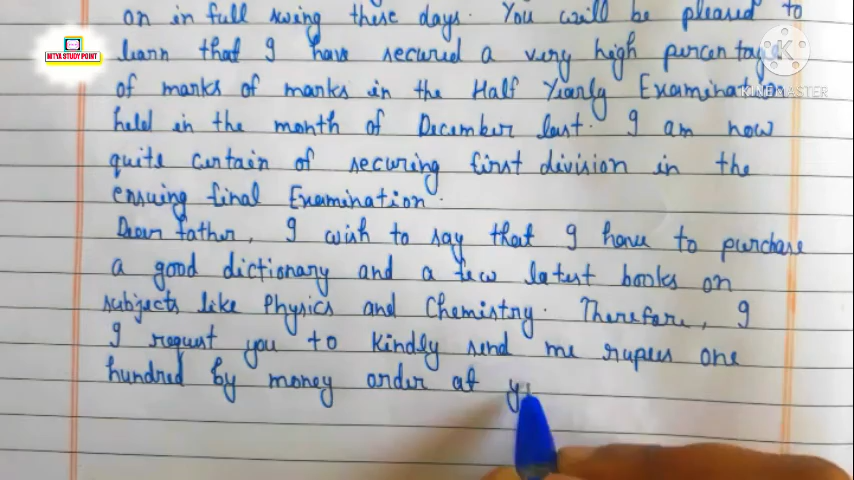 on in full swing these days. You will be pleased to
learn that I have secured a very high percentage
of marks of marks in the Half Yearly Examination
held in the month of December last. I am now
quite certain of securing first division in the
ensuing final Examination.
Dear father, I wish to say that I have to purchase
a good dictionary and a few latest books on
subjects like Physics and Chemistry. Therefore, I
I request you to kindly send me rupees one
hundred by money order at
NITYA STUDY POINT
KINEMASTER